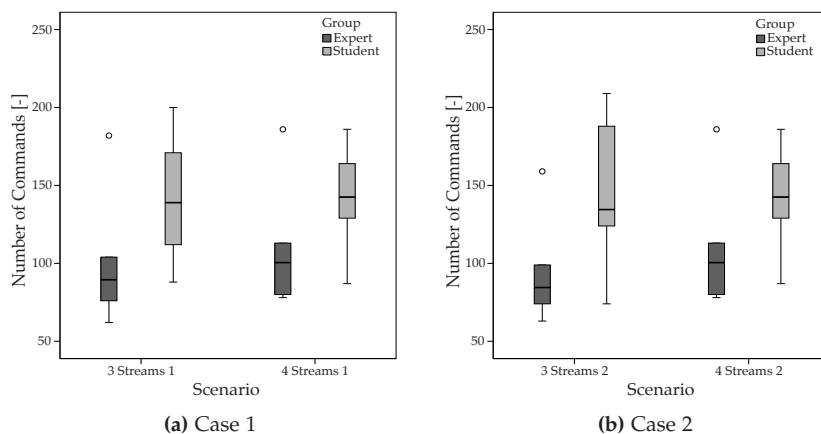 Group
Expert
Student
250
200
150
100
50
Number of Commands [-]
3 Streams 1
4 Streams 1
Scenario
(a) Case 1
Group
Expert
Student
250
200
150
100
50
Number of Commands [-]
3 Streams 2
4 Streams 2
Scenario
(b) Case 2